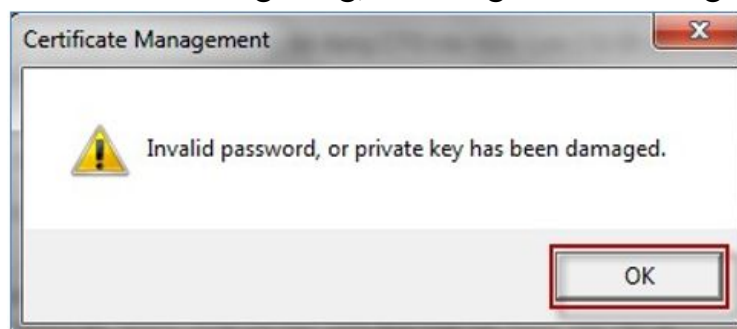 Certificate Management
Invalid password, or private key has been damaged.
OK